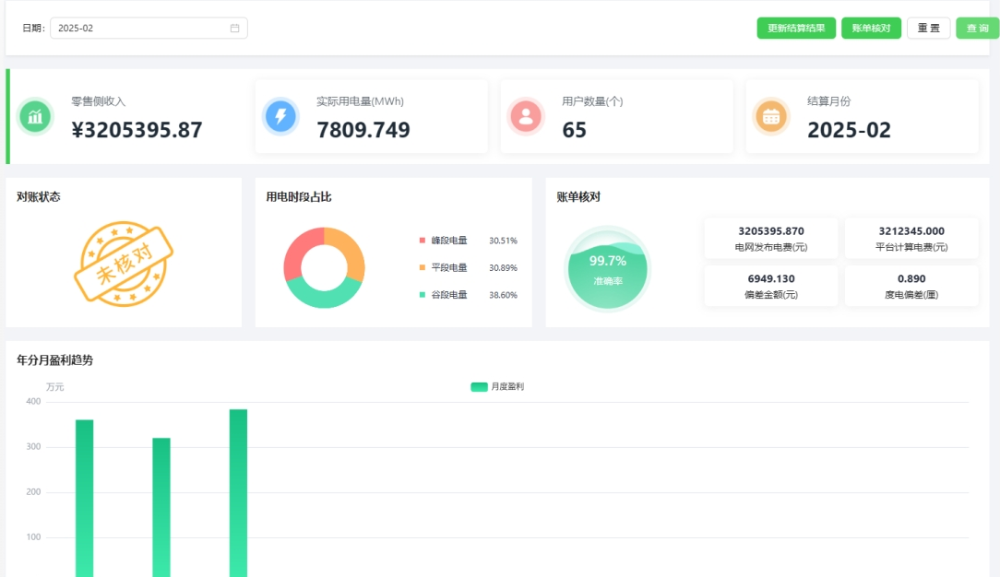 日期: 2025-02
更新结算结果 账单核对 重 置 查 询
零售侧收入
¥3205395.87
实际用电量(MWh)
7809.749
用户数量(个)
65
结算月份
2025-02
对账状态
未核对
用电时段占比
峰段电量 30.51%
平段电量 30.89%
谷段电量 38.60%
账单核对
99.7%
准确率
3205395.870
电网发布电费(元)
3212345.000
平台计算电费(元)
6949.130
偏差金额(元)
0.890
度电偏差(厘)
年分月盈利趋势
万元
月度盈利
400
300
200
100